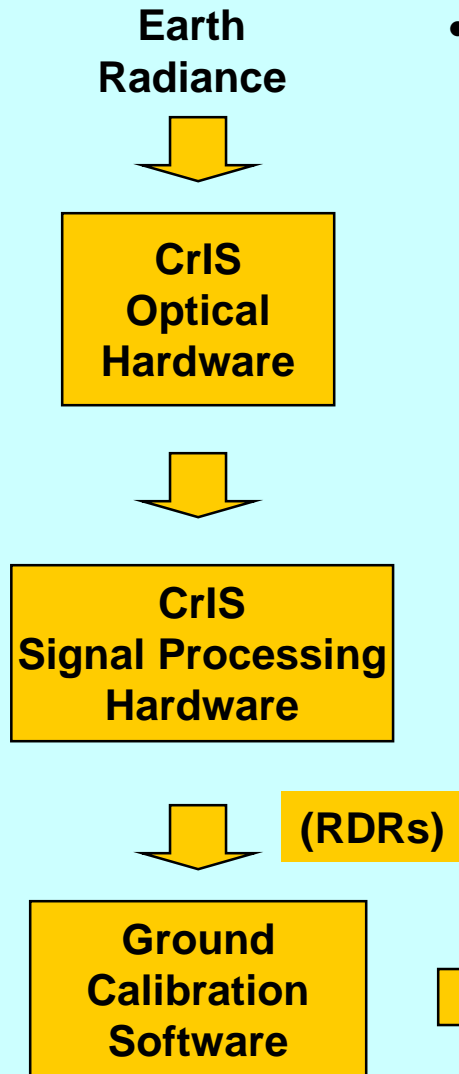 Earth
Radiance
•
CrIS
Optical
Hardware
CrIS
Signal Processing
Hardware
(RDRs)
Ground
Calibration
Software